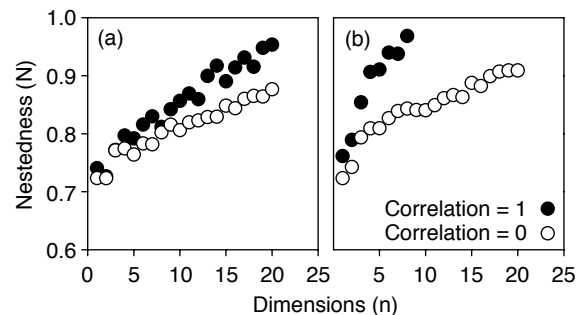 (a)
(b)
Nestedness (N)
1.0
0.9
0.8
0.7
0.6
Correlation = 1
Correlation = 0
0 5 10 15 20 25
5 10 15 20 25
Dimensions (n)